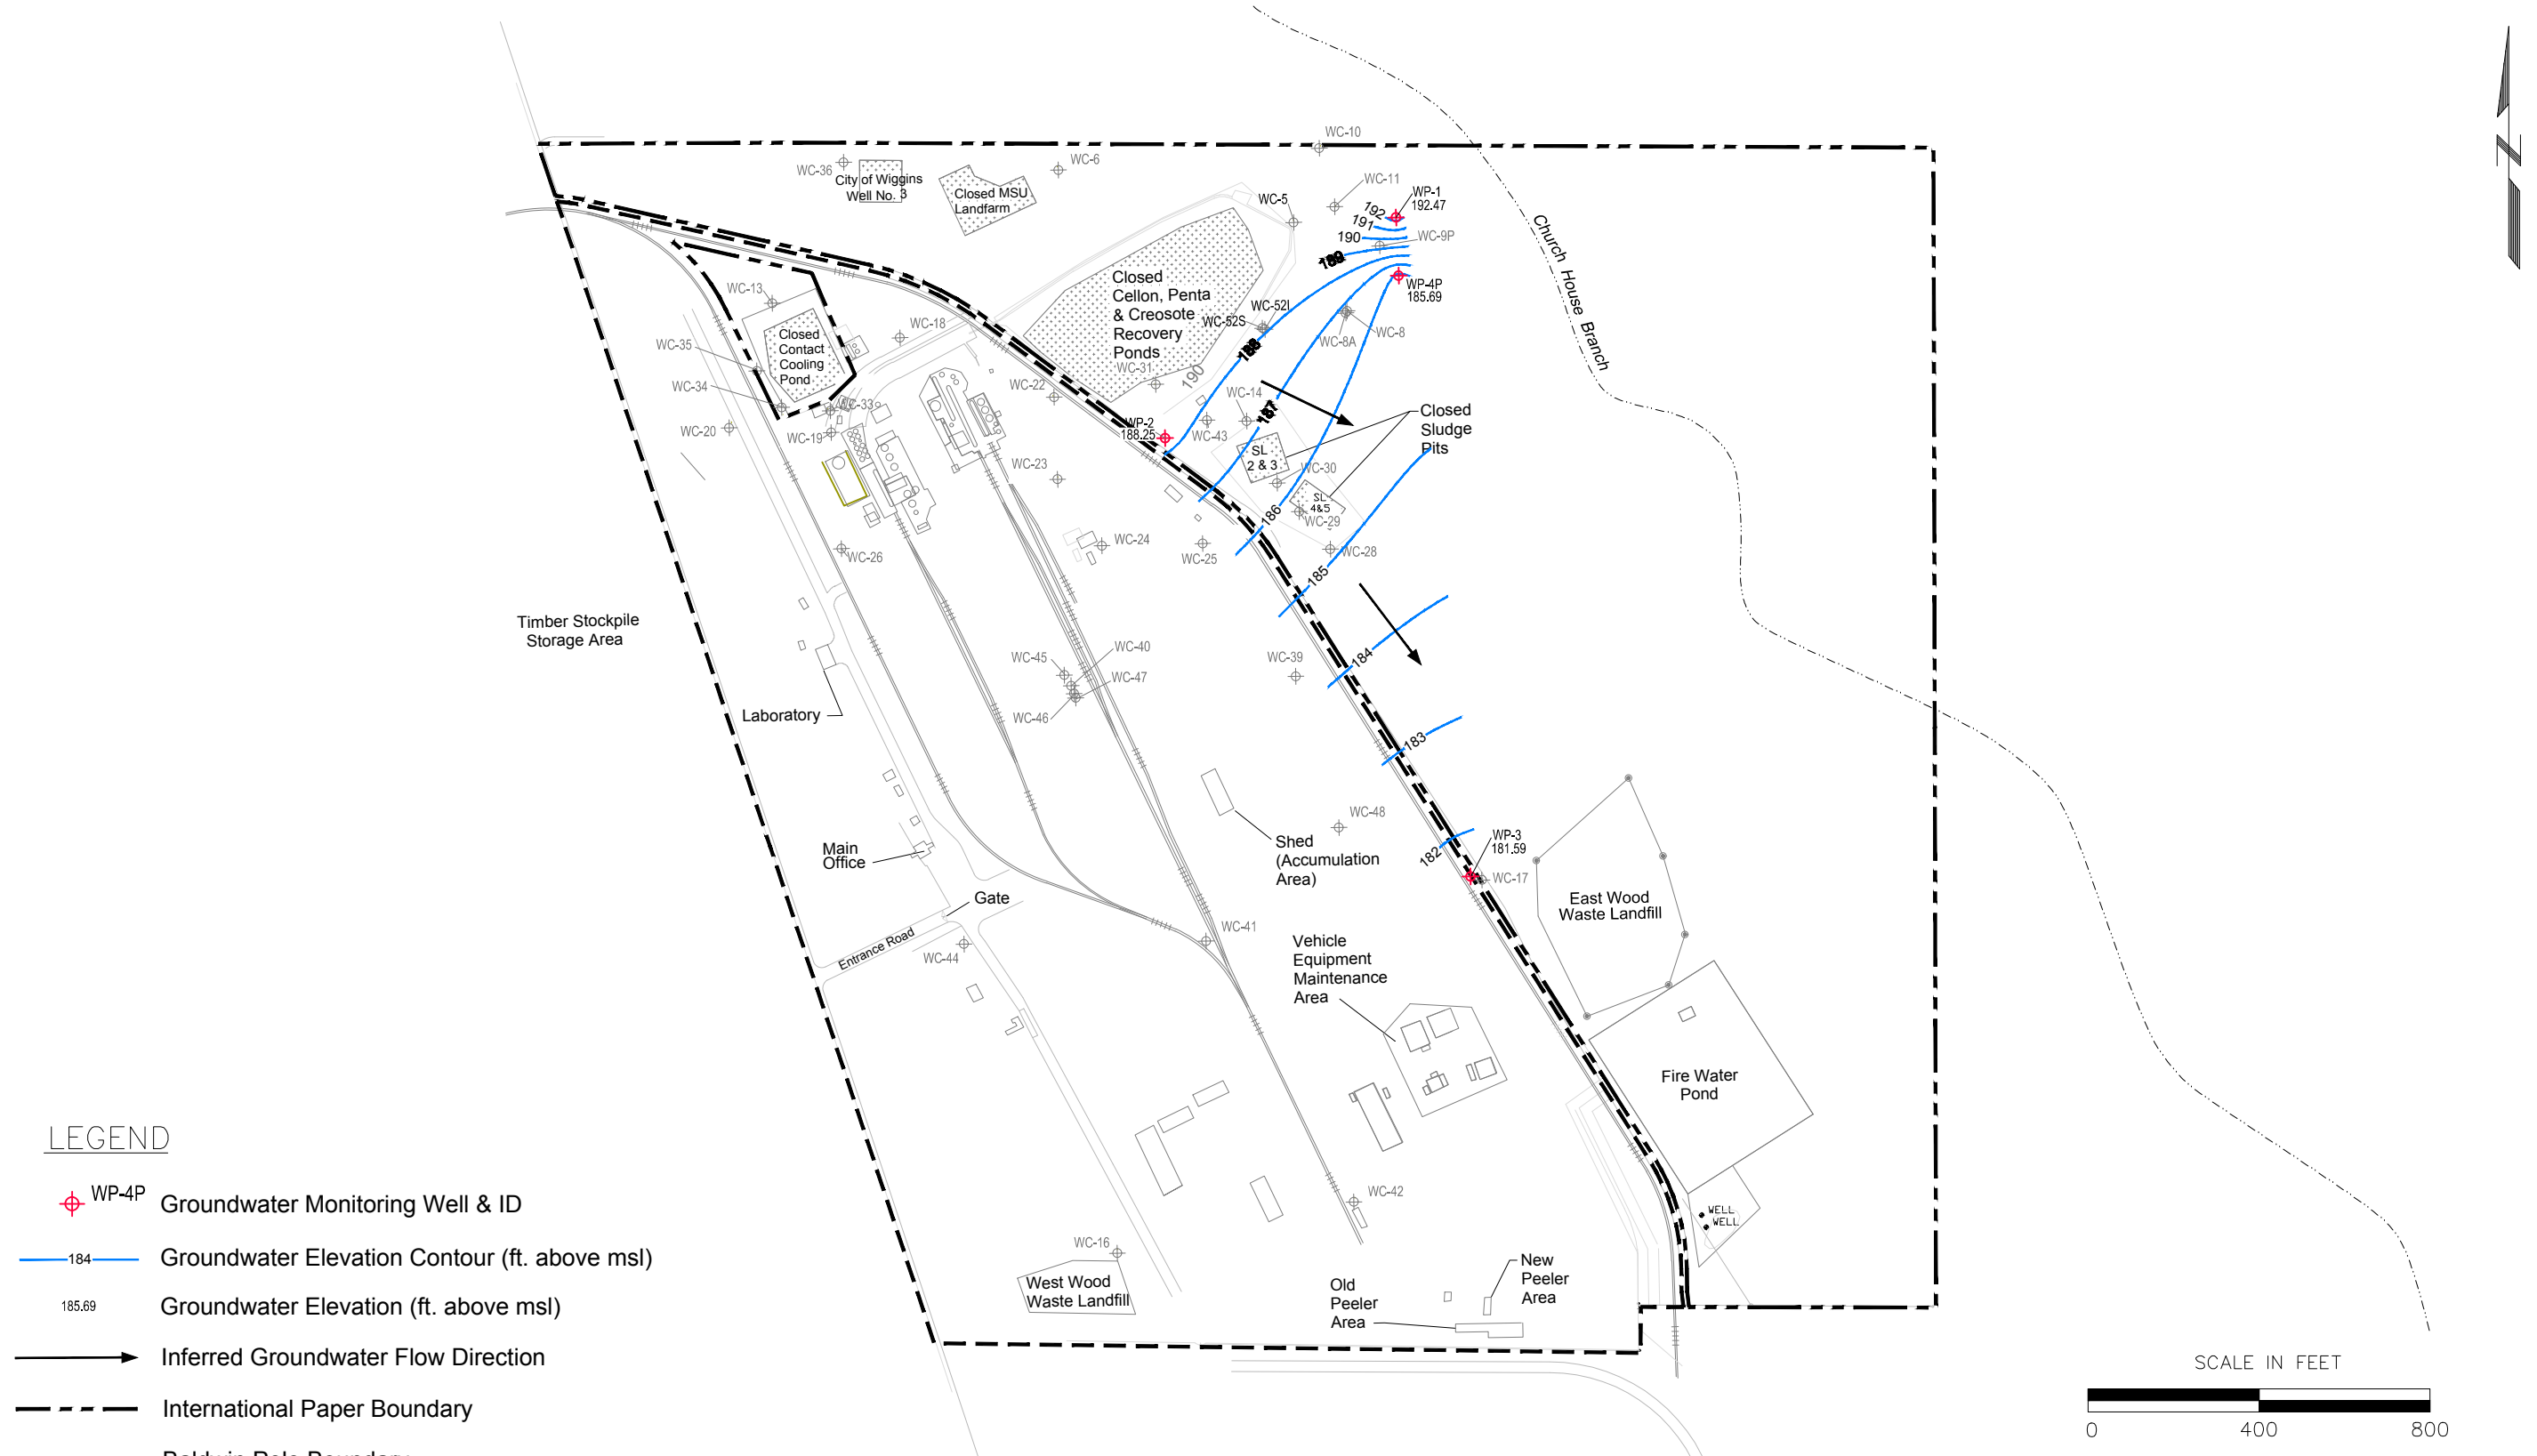 WC-10
WC-36
City of Wiggins
Well No. 3
WC-6
Closed MSU
Landfarm
WC-5
WC-11
WP-1
192.47
192
191
190
WC-9P
189
Church House Branch
Closed
Cellon, Penta
& Creosote
Recovery
Ponds
WP-4P
185.69
WC-13
WC-52I
WC-52S
WC-8
WC-8A
WC-18
Closed
Contact
Cooling
Pond
WC-35
188
WC-31
190
WC-34
WC-22
WC-14
187
WC-33
Closed
Sludge
Pits
WC-20
WC-19
WP-2
188.25
WC-43
SL
2 & 3
WC-23
WC-30
SL
4&5
WC-29
186
WC-24
WC-25
WC-28
WC-26
185
Timber Stockpile
Storage Area
WC-45
WC-40
WC-47
WC-46
WC-39
184
Laboratory
183
WC-48
Shed
(Accumulation
Area)
Main
Office
182
WP-3
181.59
WC-17
Gate
East Wood
Waste Landfill
Entrance Road
WC-44
WC-41
Vehicle
Equipment
Maintenance
Area
Fire Water
Pond
WC-42
WELL
WELL
WC-16
West Wood
Waste Landfill
Old
Peeler
Area
New
Peeler
Area
N
LEGEND
WP-4P Groundwater Monitoring Well & ID
184 Groundwater Elevation Contour (ft. above msl)
185.69 Groundwater Elevation (ft. above msl)
Inferred Groundwater Flow Direction
International Paper Boundary
Baldwin Pole Boundary
SCALE IN FEET
0 400 800